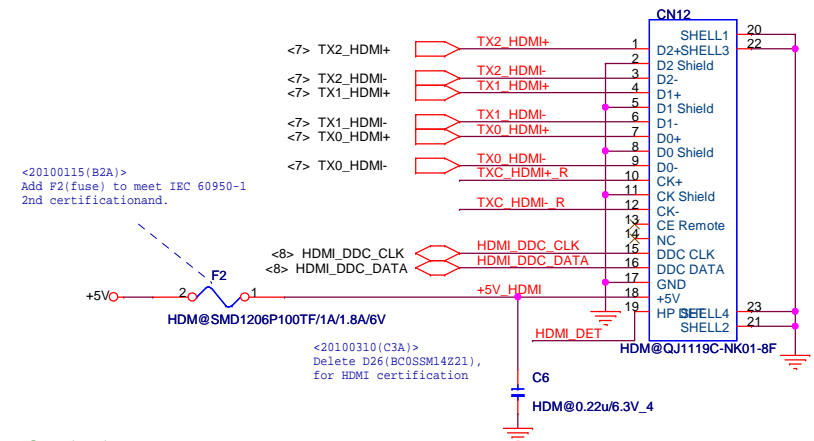 CN12
<7> TX2_HDMI+ TX2_HDMI+ 1 D2+ SHELL1 20
2 D2 Shield SHELL3 22
<7> TX2_HDMI- TX2_HDMI- 3 D2-
<7> TX1_HDMI+ TX1_HDMI+ 4 D1+
5 D1 Shield
<7> TX1_HDMI- TX1_HDMI- 6 D1-
<7> TX0_HDMI+ TX0_HDMI+ 7 D0+
8 D0 Shield
<7> TX0_HDMI- TX0_HDMI- 9 D0-
TXC_HDMI+_R 10 CK+
11 CK Shield
TXC_HDMI-_R 12 CK-
13 CE Remote
14 NC
<8> HDMI_DDC_CLK HDMI_DDC_CLK 15 DDC CLK
<8> HDMI_DDC_DATA HDMI_DDC_DATA 16 DDC DATA
17 GND
+5V_HDMI 18 +5V
HDMI_DET 19 HP DET SHELL4 23
SHELL2 21
HDM@QJ1119C-NK01-8F
<20100115(B2A)>
Add F2(fuse) to meet IEC 60950-1
2nd certificationand.
F2
+5V 2 1
HDM@SMD1206P100TF/1A/1.8A/6V
<20100310(C3A)>
Delete D26(BC0SSM14Z21),
for HDMI certification
C6
HDM@0.22u/6.3V_4